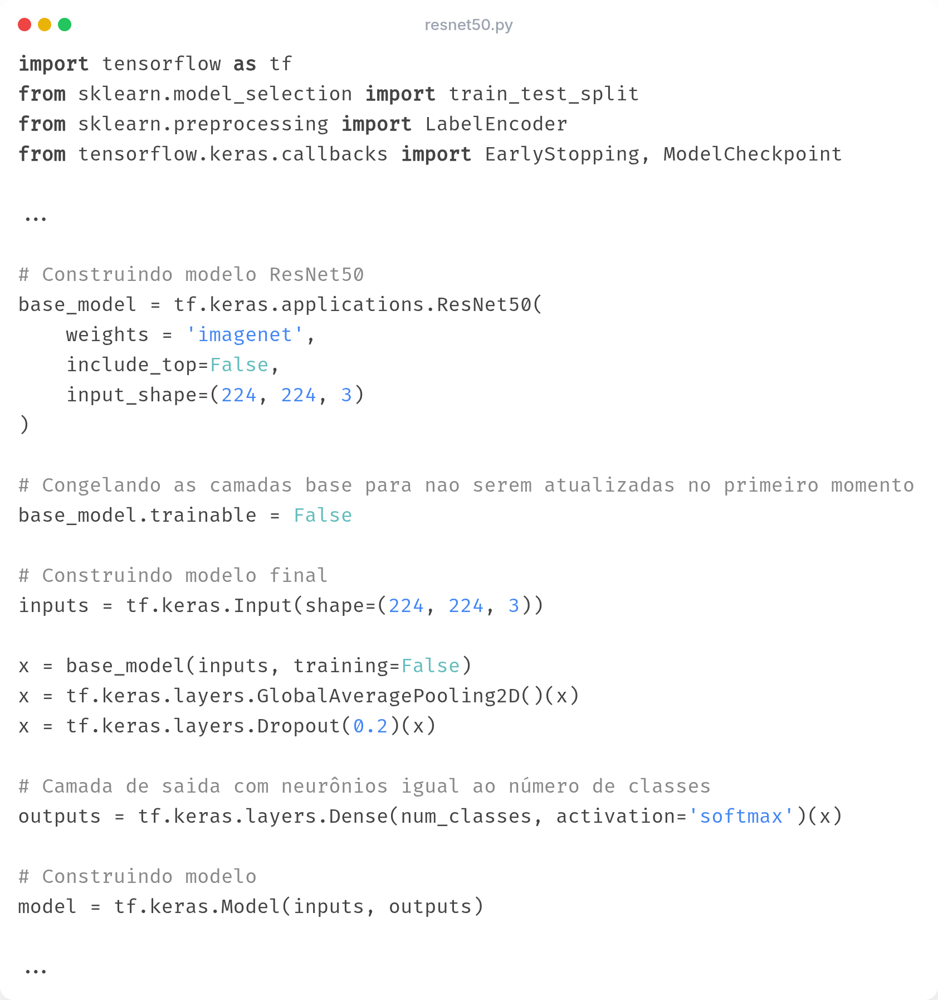 resnet50.py
import tensorflow as tf
from sklearn.model_selection import train_test_split
from sklearn.preprocessing import LabelEncoder
from tensorflow.keras.callbacks import EarlyStopping, ModelCheckpoint
...
# Construindo modelo ResNet50
base_model = tf.keras.applications.ResNet50(
    weights = 'imagenet',
    include_top=False,
    input_shape=(224, 224, 3)
)
# Congelando as camadas base para nao serem atualizadas no primeiro momento
base_model.trainable = False
# Construindo modelo final
inputs = tf.keras.Input(shape=(224, 224, 3))
x = base_model(inputs, training=False)
x = tf.keras.layers.GlobalAveragePooling2D()(x)
x = tf.keras.layers.Dropout(0.2)(x)
# Camada de saida com neurônios igual ao número de classes
outputs = tf.keras.layers.Dense(num_classes, activation='softmax')(x)
# Construindo modelo
model = tf.keras.Model(inputs, outputs)
...